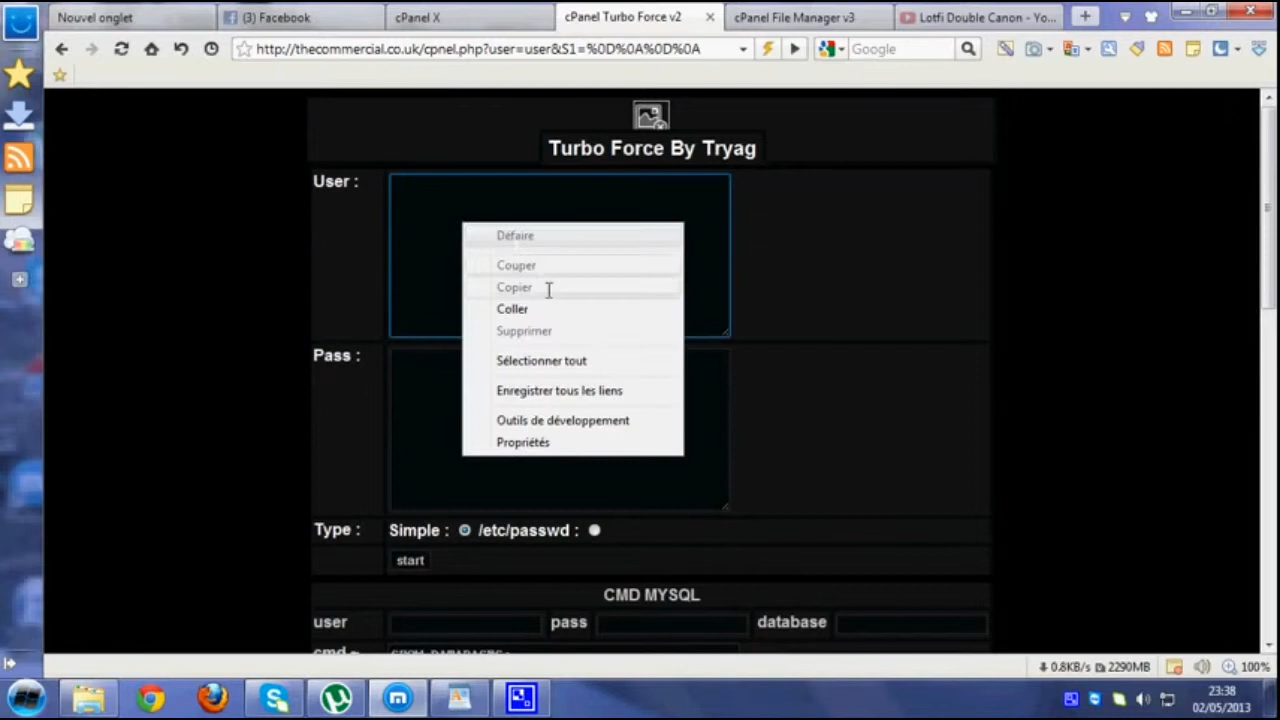 Nouvel onglet
(3) Facebook
cPanel X
cPanel Turbo Force v2
cPanel File Manager v3
Lotfi Double Canon - Yo...
http://thecommercial.co.uk/cpnel.php?user=user&S1=%0D%0A%0D%0A
Google
Turbo Force By Tryag
User :
Défaire
Couper
Copier
Coller
Supprimer
Sélectionner tout
Enregistrer tous les liens
Outils de développement
Propriétés
Pass :
Type : Simple : /etc/passwd :
start
CMD MYSQL
user pass database
0.8KB/s 2290MB 100%
23:38
02/05/2013